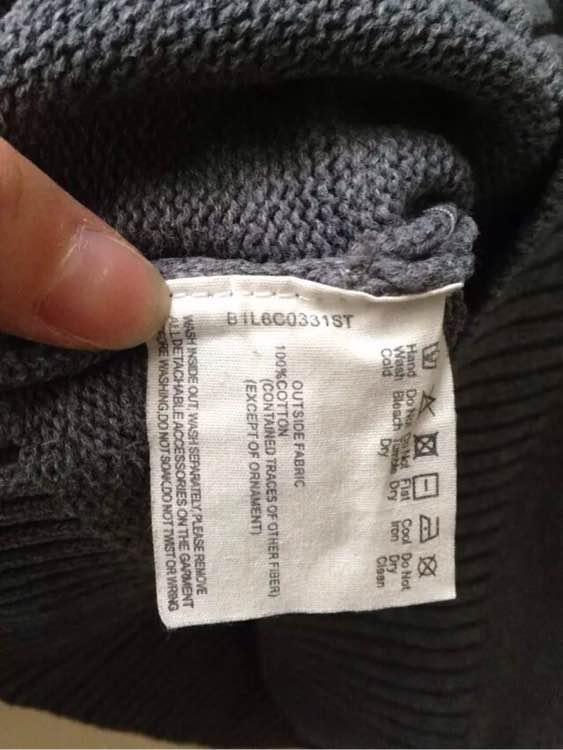 B1L6C0331ST
Hand Wash Cold
Do Not Bleach
Do Not Tumble Dry
Flat Dry
Cool Iron
Do Not Dry Clean
OUTSIDE FABRIC
100%COTTON
(CONTAINED TRACES OF OTHER FIBER)
(EXCEPT OF ORNAMENT)
WASH INSIDE OUT WASH SEPARATELY,PLEASE REMOVE
ALL DETACHABLE ACCESSORIES ON THE GARMENT
WASHING,DO NOT SOAK,DO NOT TWIST OR WRING